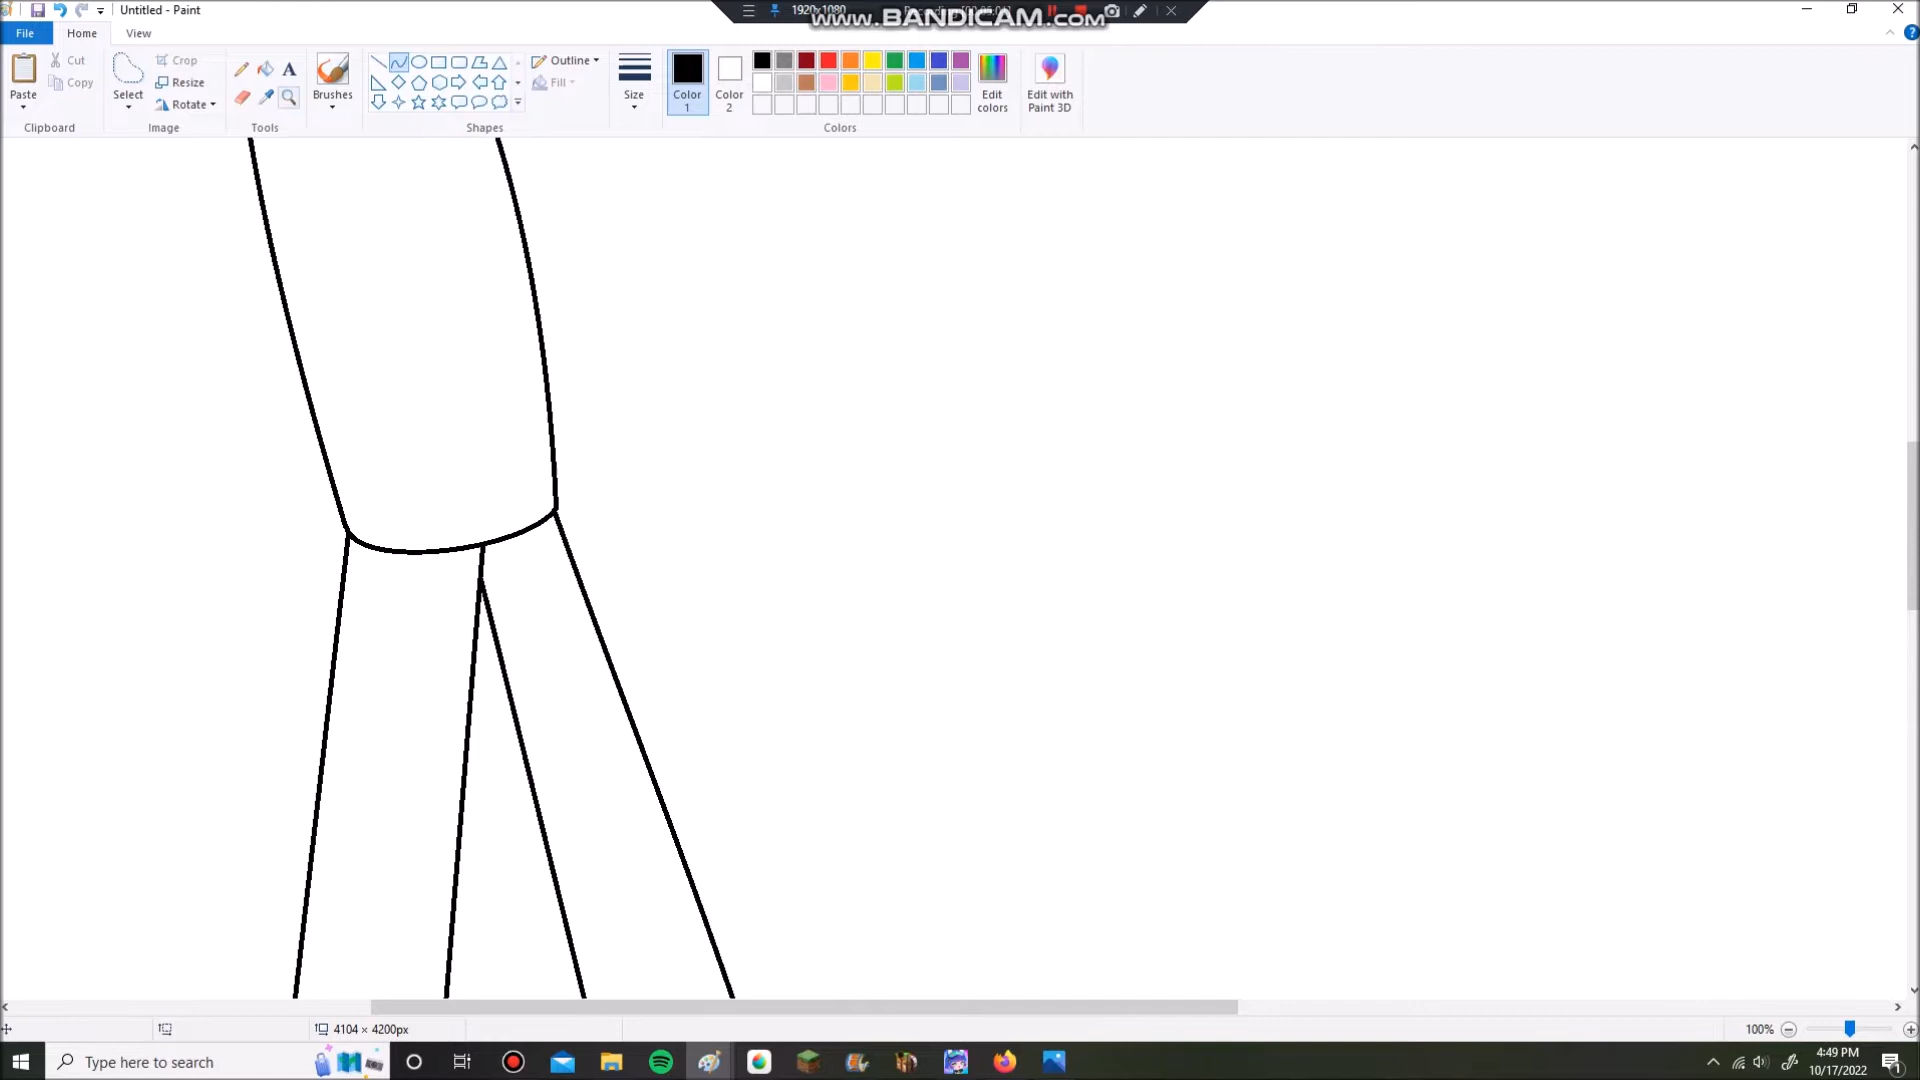 Untitled - Paint
1920x1080
www.BANDICAM.com
File
Home
View
Paste
Cut
Copy
Clipboard
Select
Crop
Resize
Rotate
Image
Tools
Brushes
Outline
Fill
Shapes
Size
Color 1
Color 2
Edit colors
Colors
Edit with Paint 3D
4104 × 4200px
100%
Type here to search
4:49 PM
10/17/2022
1